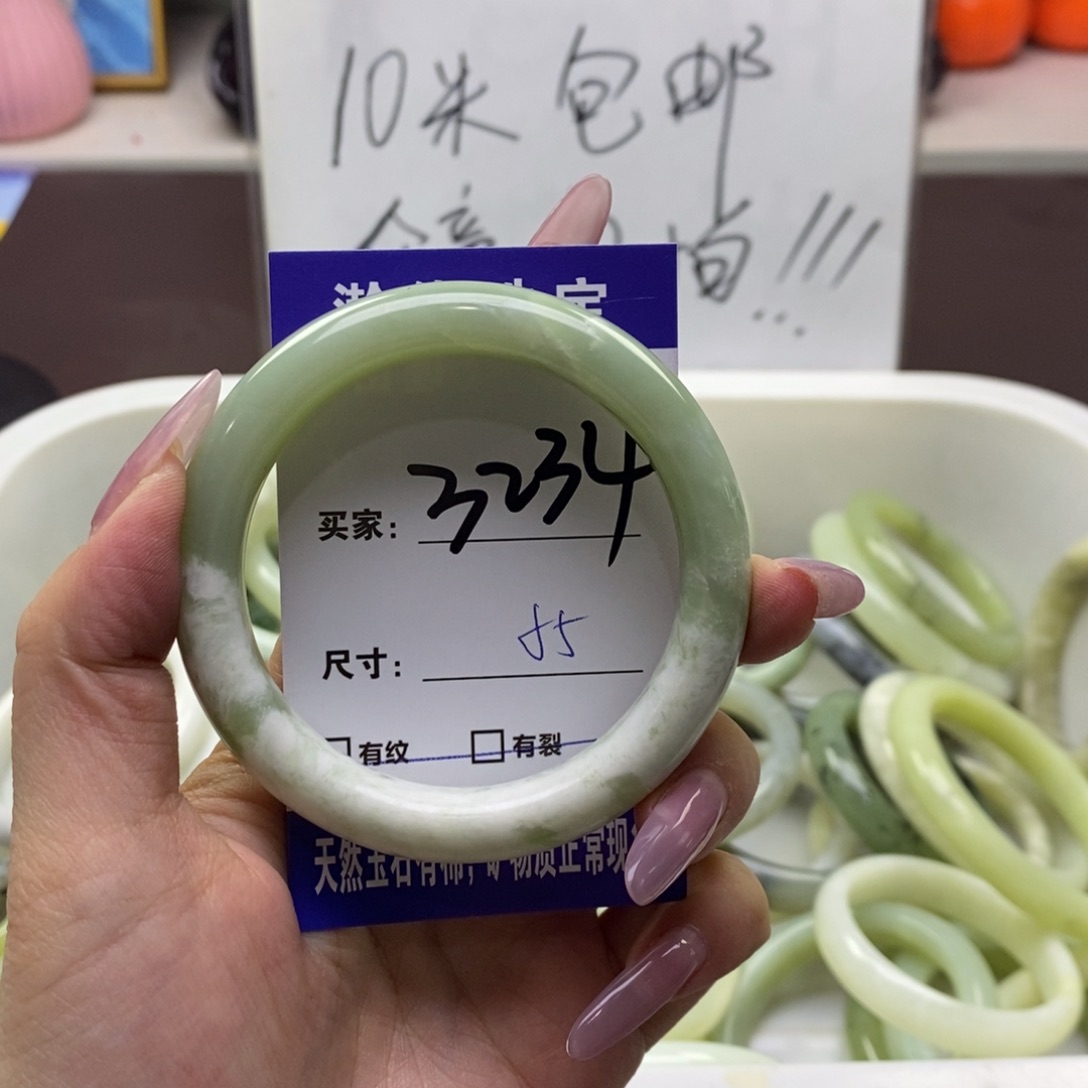 10米 包邮
买家: 3234
尺寸: 55
有纹 有裂
天然玉石有棉,矿物质正常现